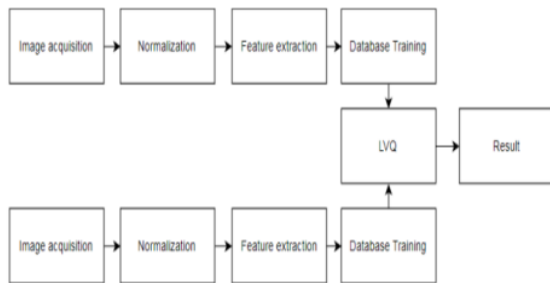 Image acquisition
Normalization
Feature extraction
Database Training
LVQ
Result
Image acquisition
Normalization
Feature extraction
Database Training